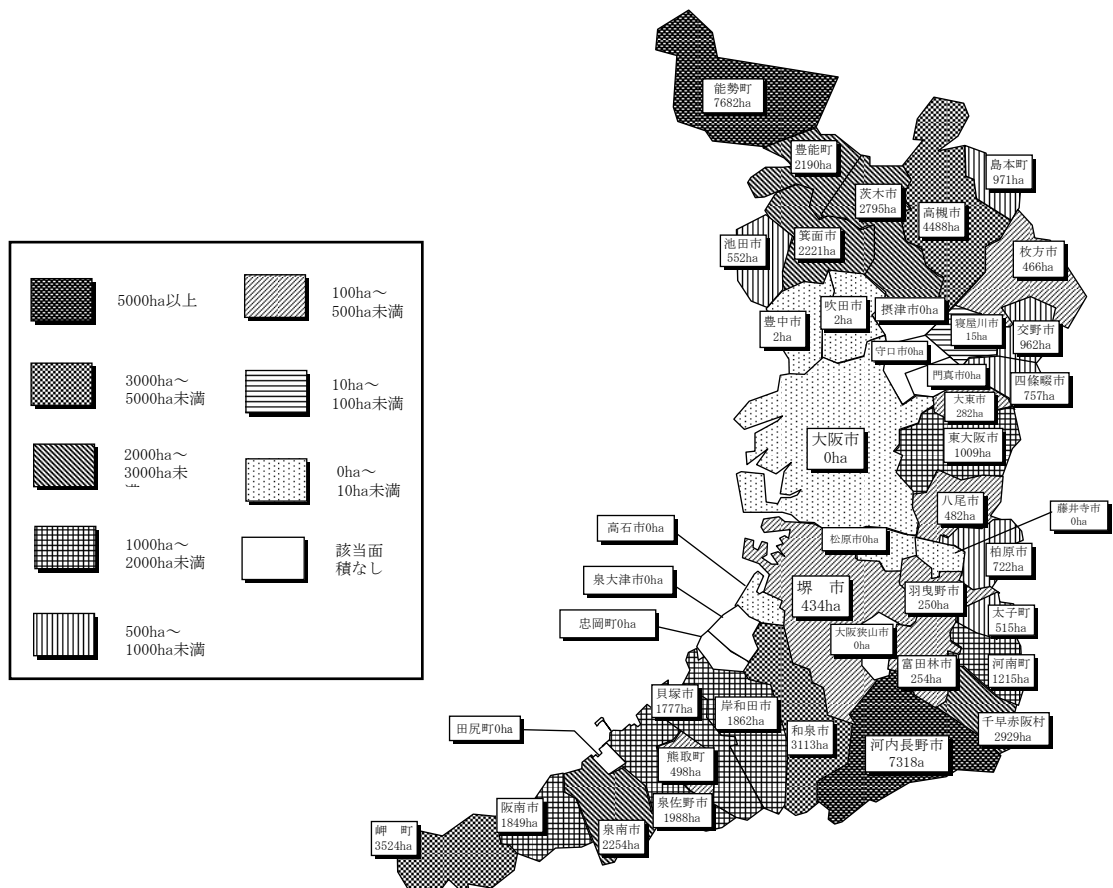 能勢町
7682ha
豊能町
2190ha
島本町
971ha
茨木市
2795ha
高槻市
4488ha
池田市
552ha
箕面市
2221ha
枚方市
466ha
豊中市
2ha
吹田市
2ha
摂津市0ha
寝屋川市
15ha
交野市
962ha
守口市0ha
門真市0ha
四條畷市
757ha
大東市
282ha
大阪市
0ha
東大阪市
1009ha
八尾市
482ha
藤井寺市
0ha
高石市0ha
松原市0ha
柏原市
722ha
泉大津市0ha
堺 市
434ha
羽曳野市
250ha
忠岡町0ha
大阪狭山市
0ha
太子町
515ha
富田林市
254ha
河南町
1215ha
貝塚市
1777ha
岸和田市
1862ha
田尻町0ha
和泉市
3113ha
千早赤阪村
2929ha
熊取町
498ha
河内長野市
7318a
阪南市
1849ha
泉佐野市
1988ha
岬 町
3524ha
泉南市
2254ha
5000ha以上
3000ha~
5000ha未満
2000ha~
3000ha未
1000ha~
2000ha未満
500ha~
1000ha未満
100ha~
500ha未満
10ha~
100ha未満
0ha~
10ha未満
該当面
積なし